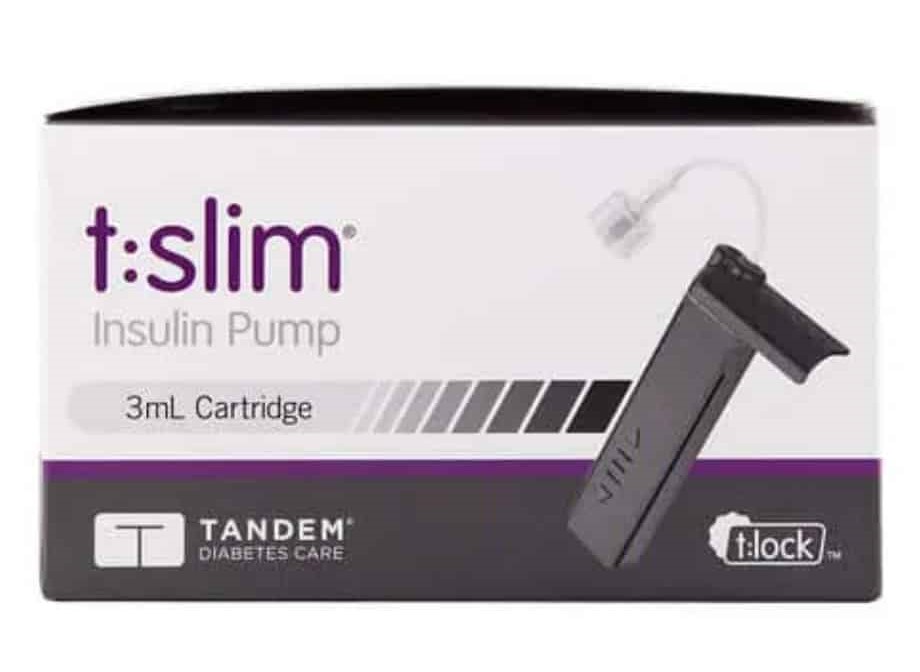 t:slim®
Insulin Pump
3mL Cartridge
TANDEM®
DIABETES CARE
t:lock™